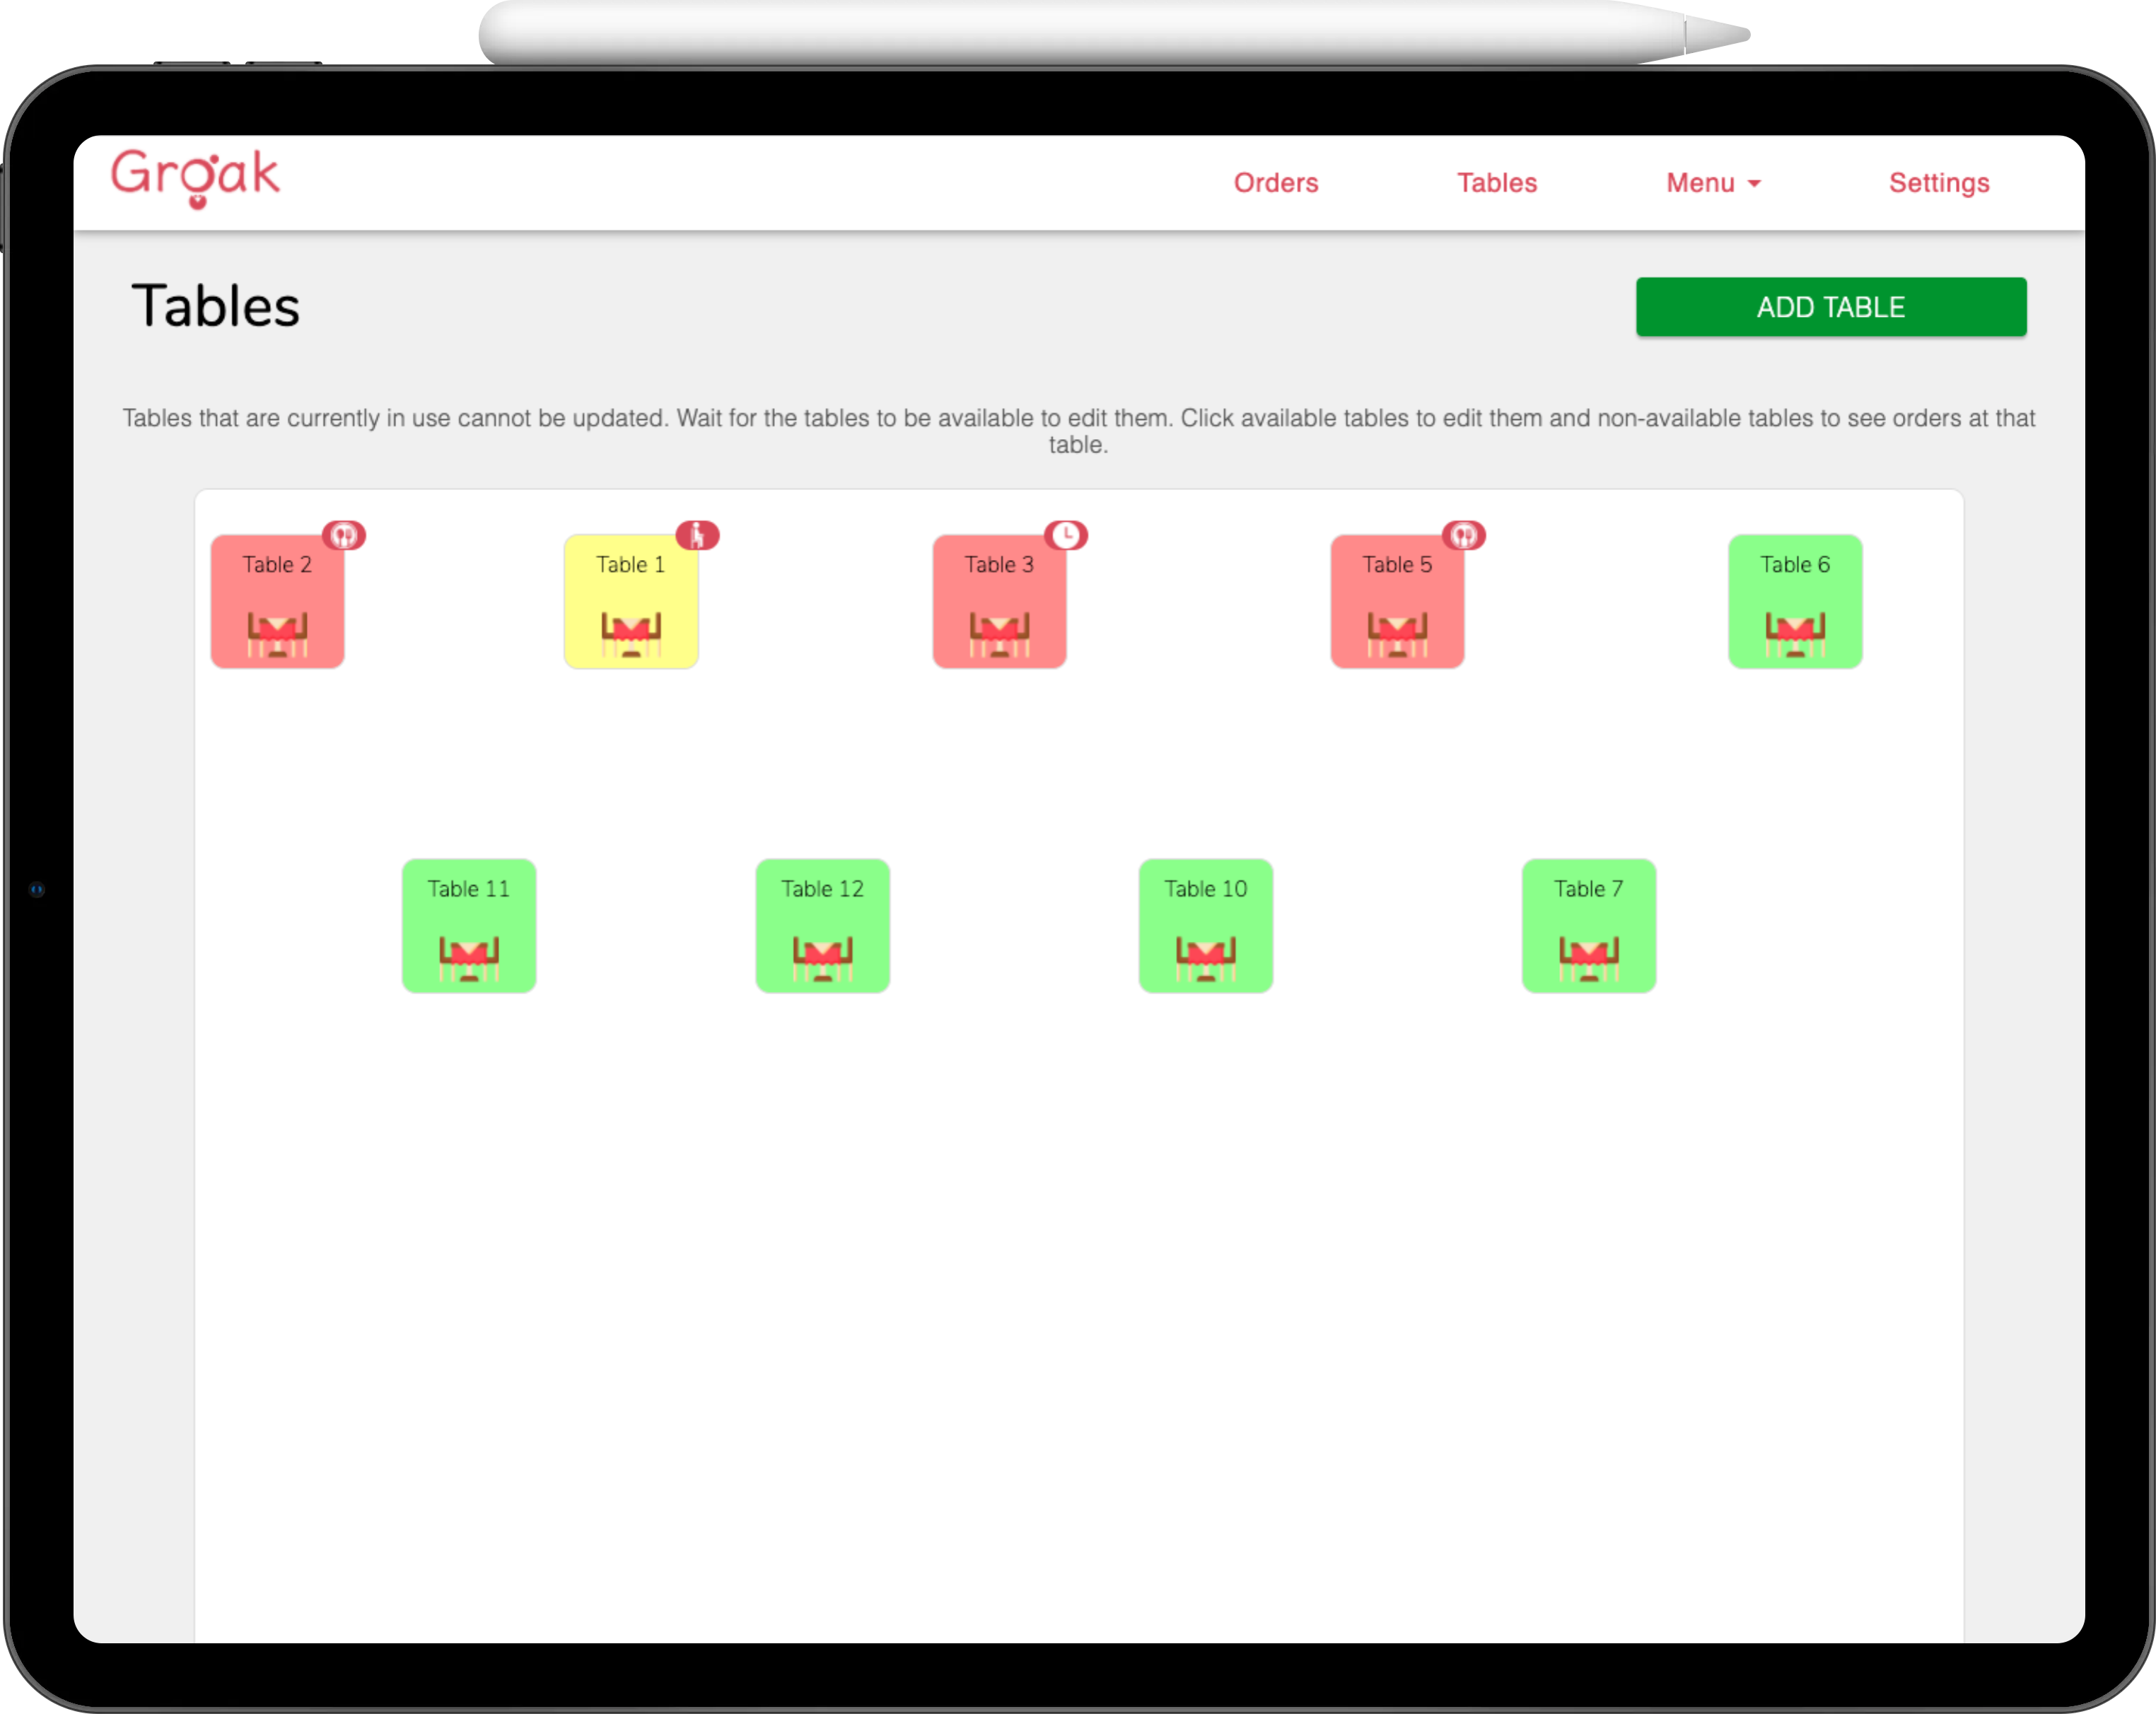 Groak
Orders
Tables
Menu
Settings
Tables
ADD TABLE
Tables that are currently in use cannot be updated. Wait for the tables to be available to edit them. Click available tables to edit them and non-available tables to see orders at that
table.
Table 2
Table 1
Table 3
Table 5
Table 6
Table 11
Table 12
Table 10
Table 7